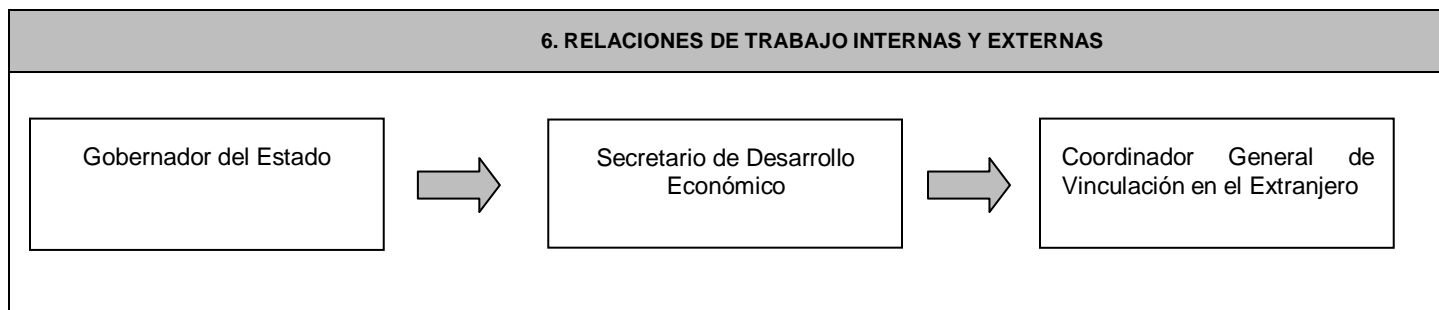 6. RELACIONES DE TRABAJO INTERNAS Y EXTERNAS
Gobernador del Estado
Secretario de Desarrollo
Económico
Coordinador General de
Vinculación en el Extranjero